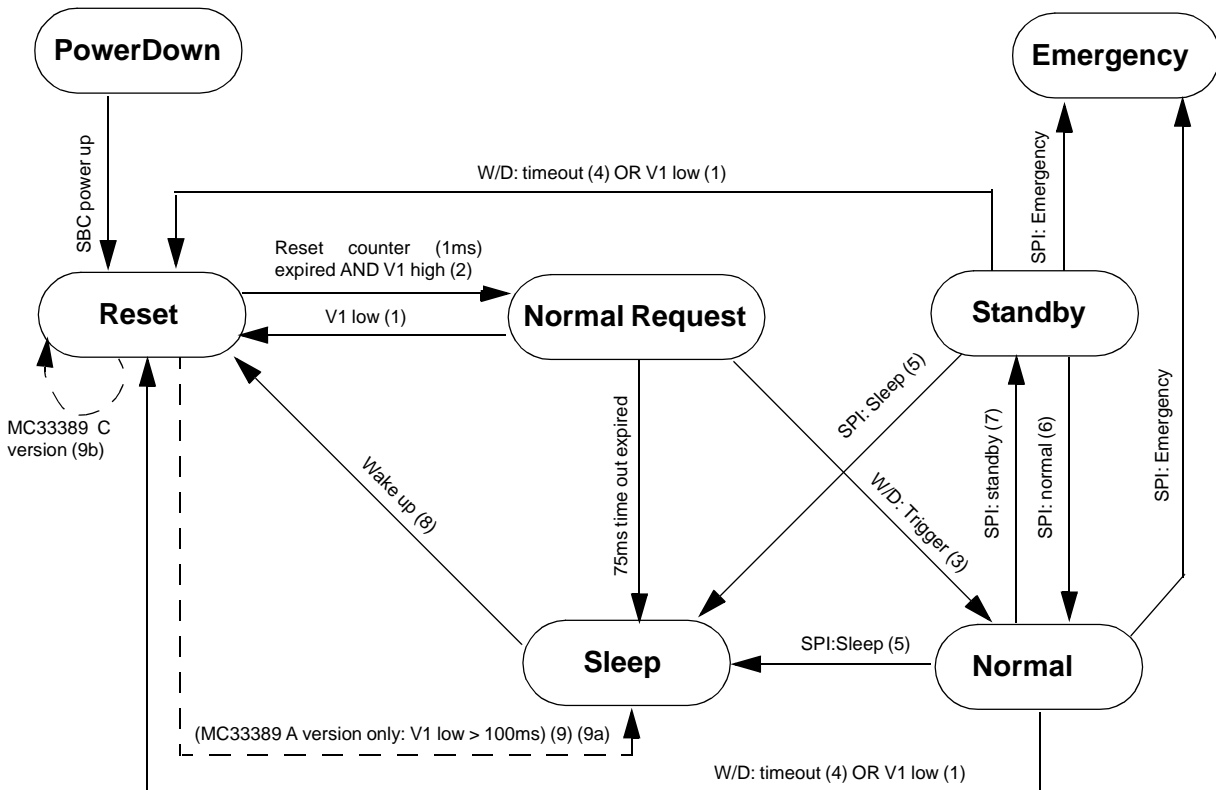 PowerDown
Emergency
SBC power up
W/D: timeout (4) OR V1 low (1)
SPI: Emergency
Reset counter (1ms)
expired AND V1 high (2)
Reset
V1 low (1)
Normal Request
Standby
MC33389 C
version (9b)
Wake up (8)
75ms time out expired
SPI: Sleep (5)
W/D: Trigger (3)
SPI: standby (7)
SPI: normal (6)
SPI: Emergency
Sleep
SPI:Sleep (5)
Normal
(MC33389 A version only: V1 low > 100ms) (9) (9a)
W/D: timeout (4) OR V1 low (1)